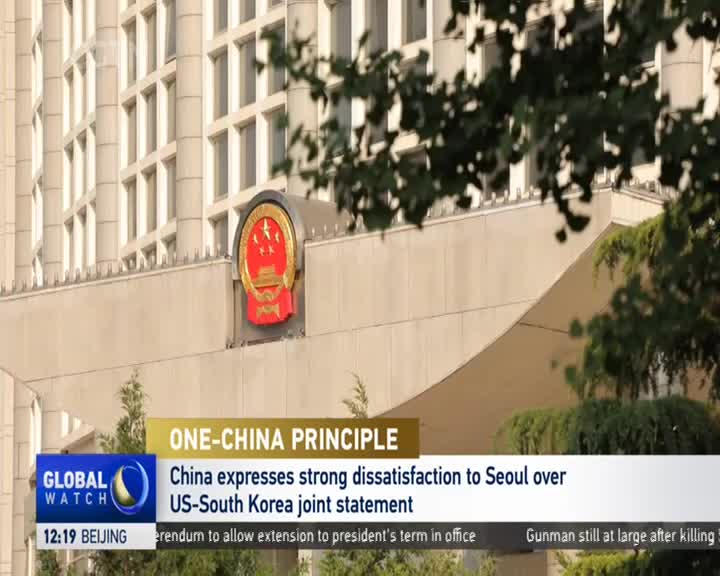 ONE-CHINA PRINCIPLE
China expresses strong dissatisfaction to Seoul over
US-South Korea joint statement
GLOBAL
WATCH
12:19 BEIJING
erendum to allow extension to president's term in office
Gunman still at large after killing